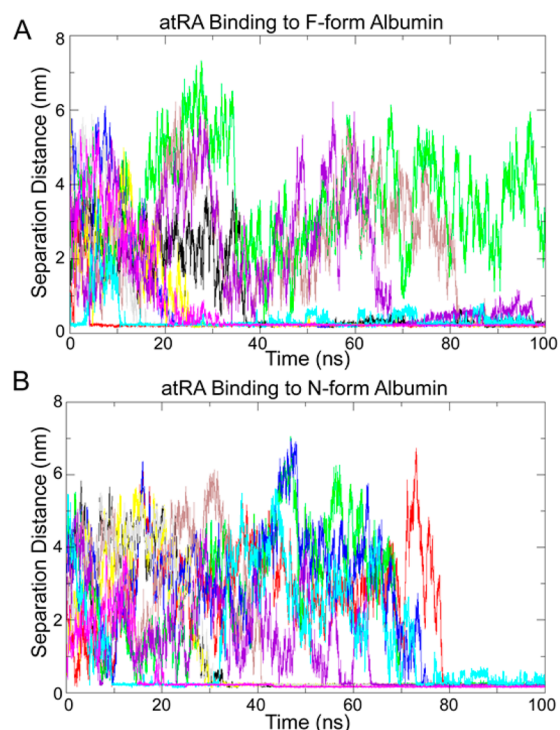 A
atRA Binding to F-form Albumin
Separation Distance (nm)
8
6
4
2
0
0 20 40 60 80 100
Time (ns)
B
atRA Binding to N-form Albumin
Separation Distance (nm)
8
6
4
2
0
0 20 40 60 80 100
Time (ns)